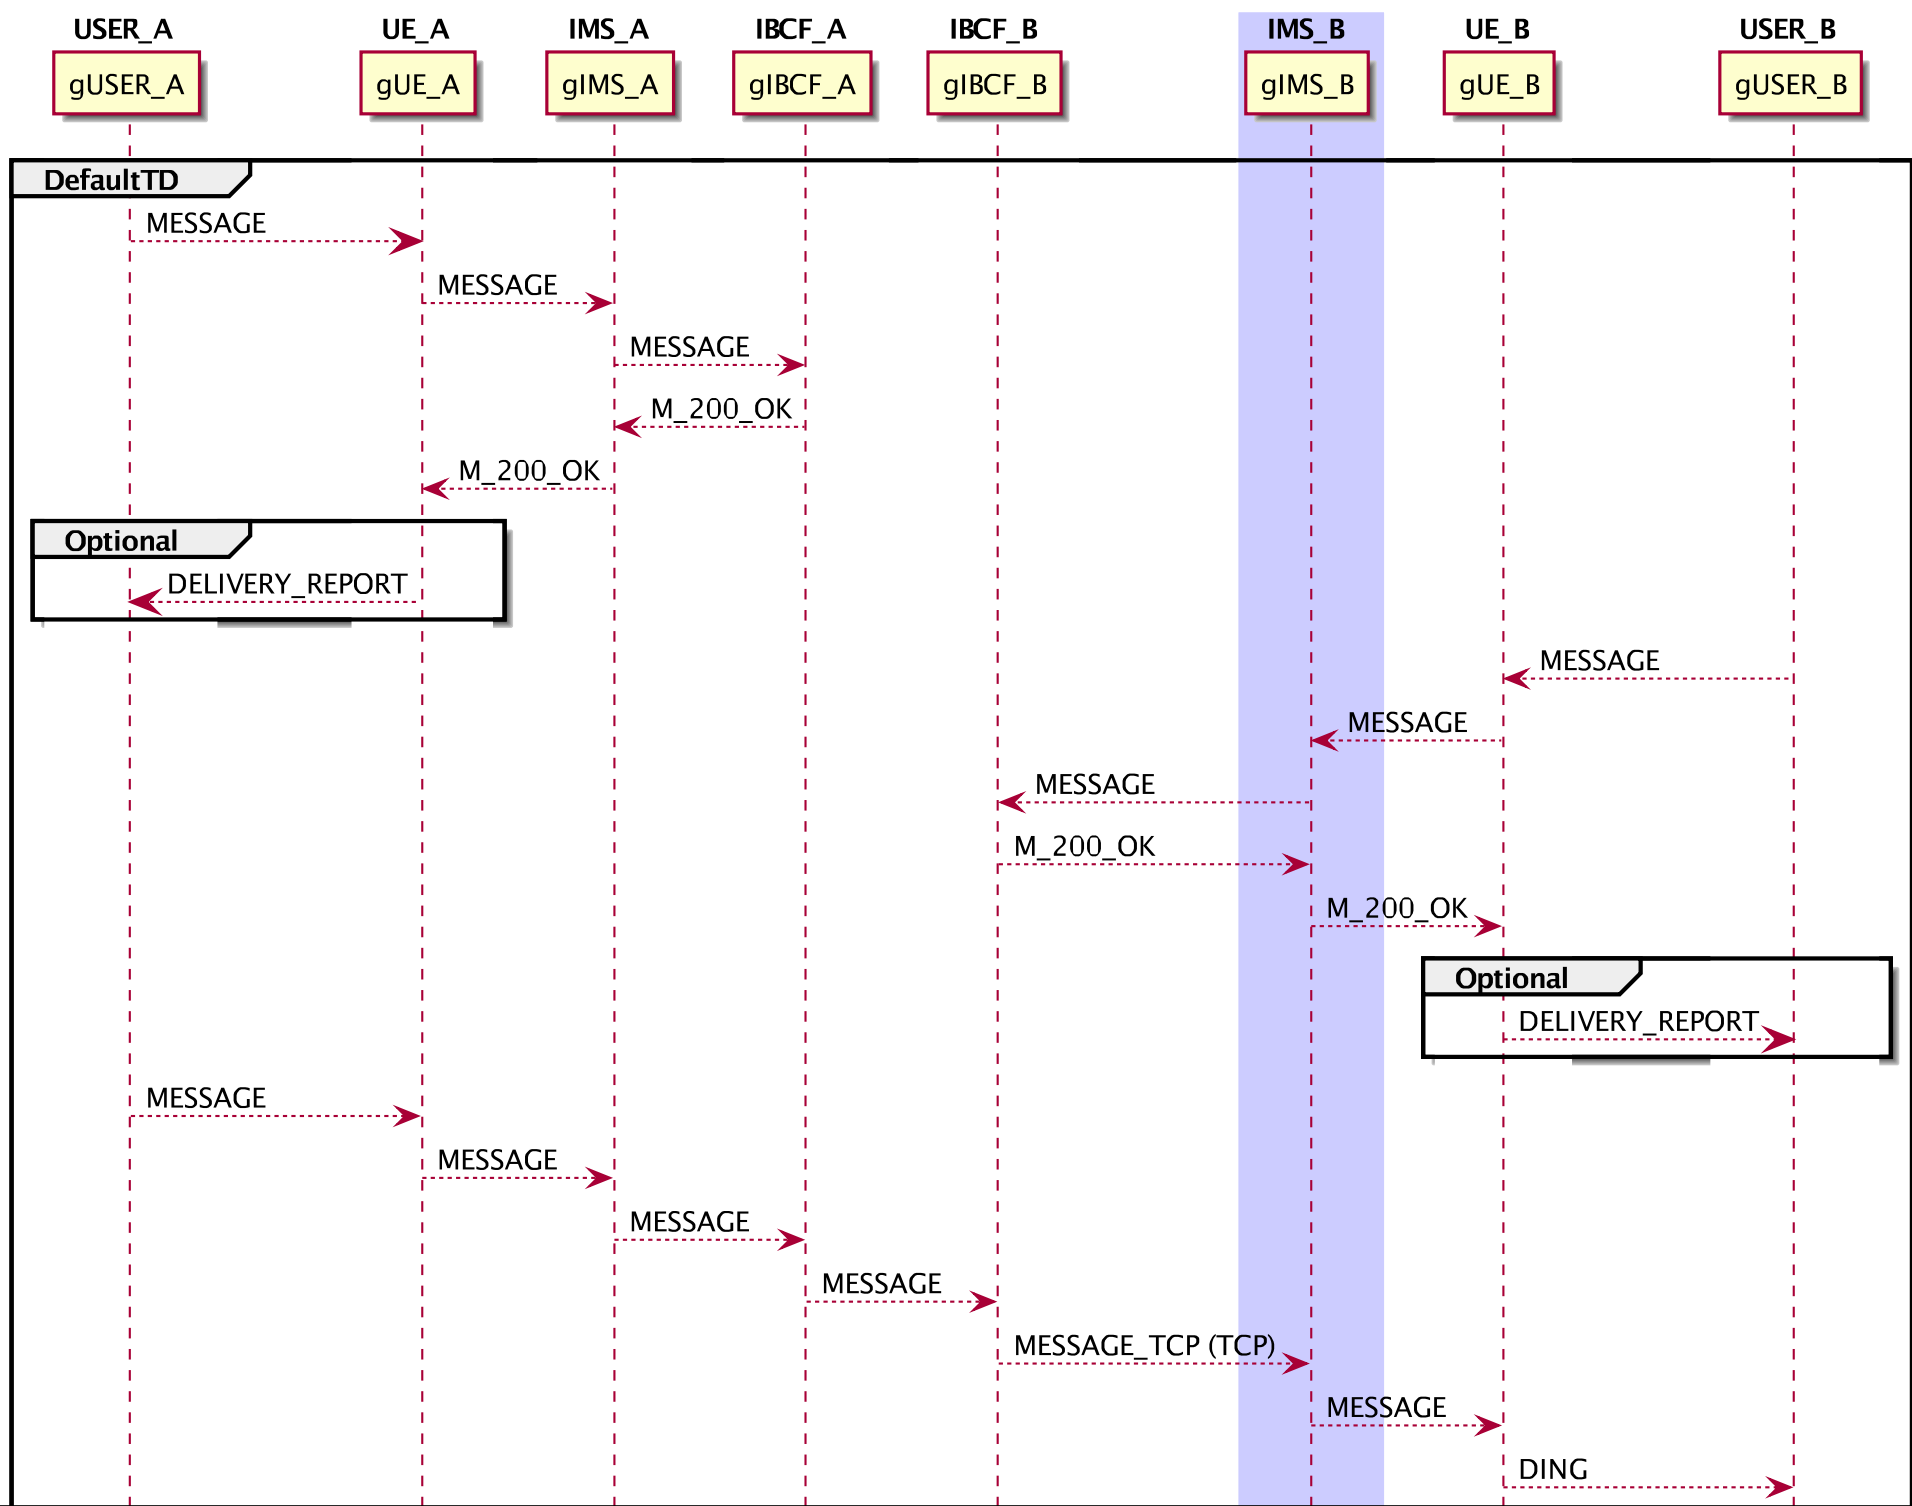 USER_A UE_A IMS_A IBCF_A IBCF_B IMS_B UE_B USER_B
gUSER_A gUE_A gIMS_A gIBCF_A gIBCF_B gIMS_B gUE_B gUSER_B
DefaultTD
MESSAGE
MESSAGE
MESSAGE
M_200_OK
M_200_OK
Optional
DELIVERY_REPORT
MESSAGE
MESSAGE
MESSAGE
M_200_OK
M_200_OK
Optional
DELIVERY_REPORT
MESSAGE
MESSAGE
MESSAGE
MESSAGE
MESSAGE_TCP (TCP)
MESSAGE
DING